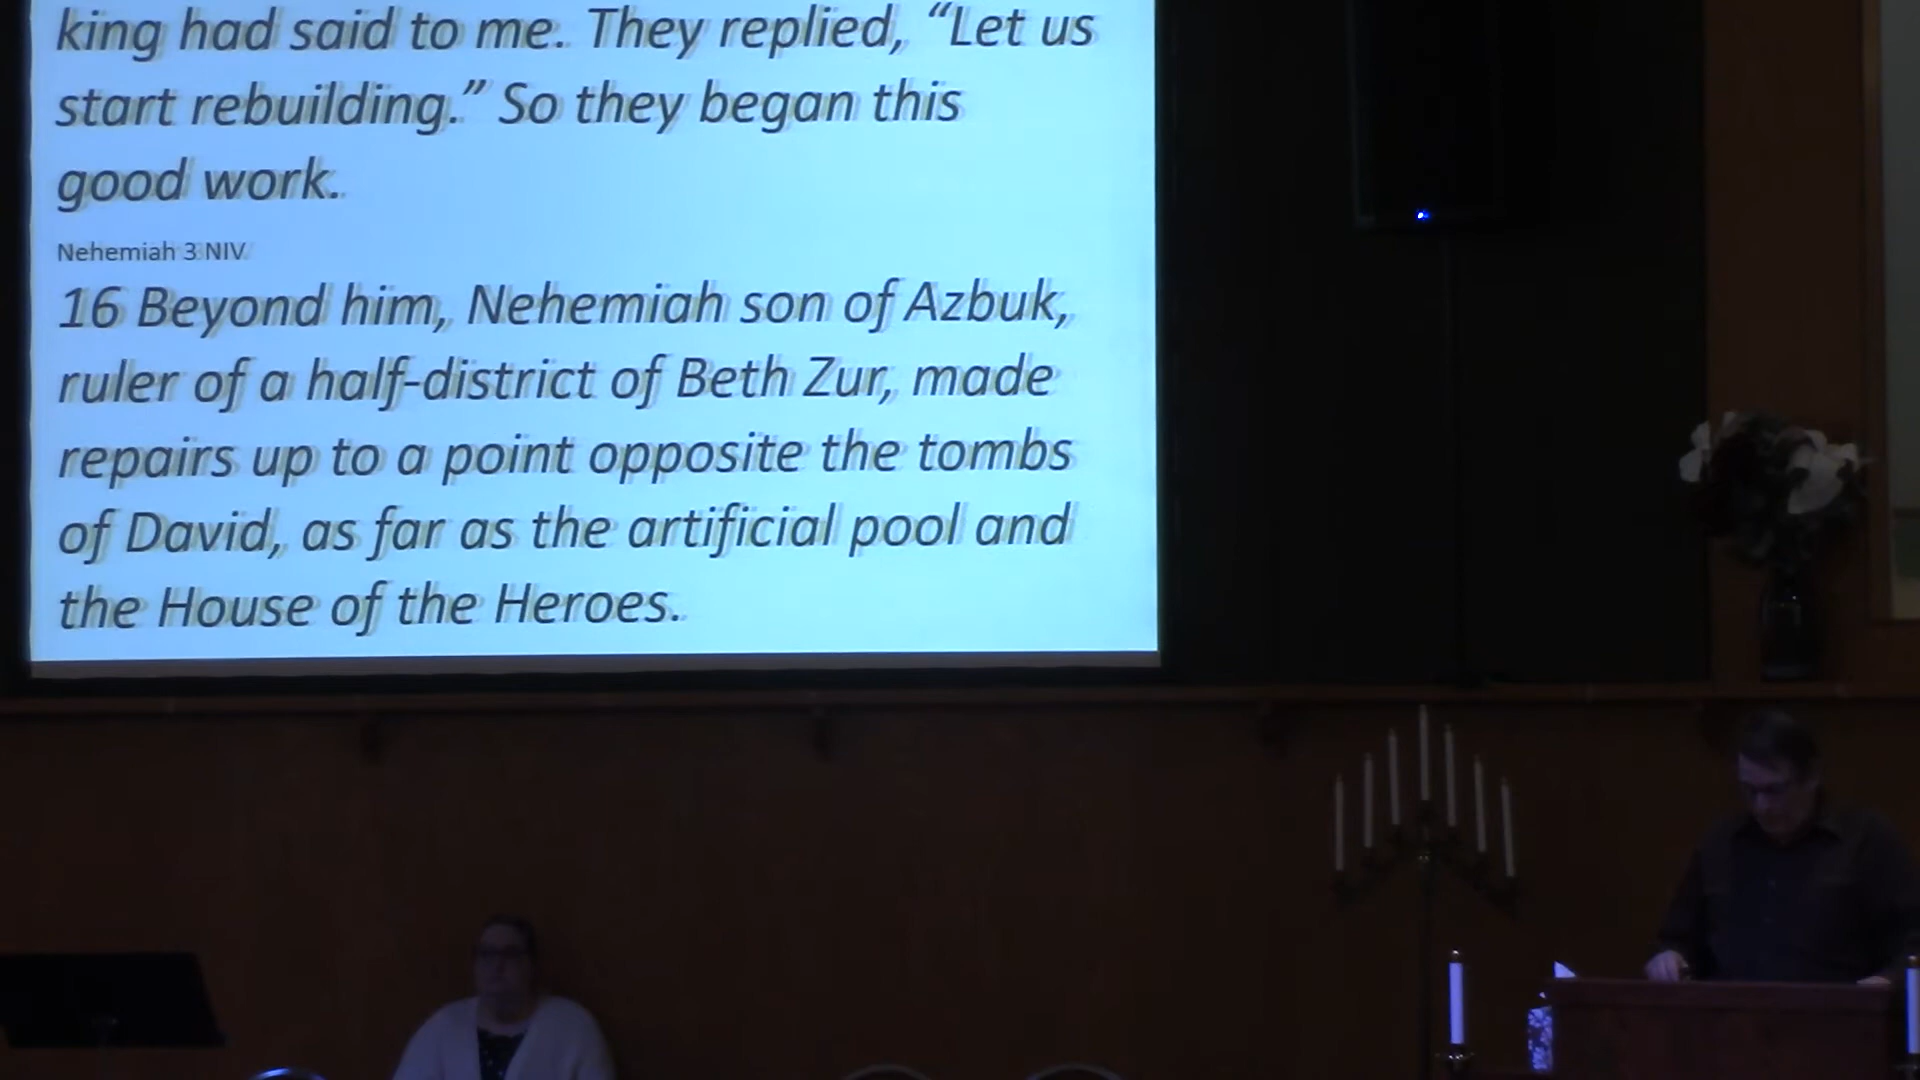 king had said to me. They replied, “Let us
start rebuilding.” So they began this
good work.
Nehemiah 3 NIV
16 Beyond him, Nehemiah son of Azbuk,
ruler of a half-district of Beth Zur, made
repairs up to a point opposite the tombs
of David, as far as the artificial pool and
the House of the Heroes.